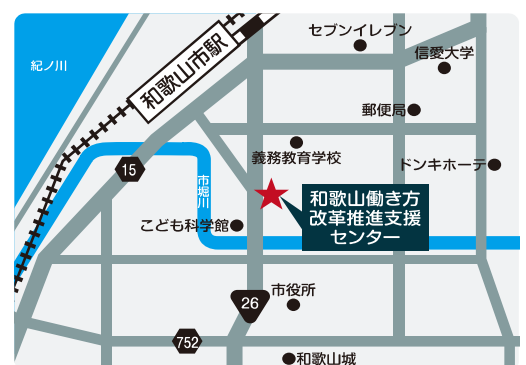 セブンイレブン
信愛大学
紀ノ川
和歌山市駅
郵便局
義務教育学校
ドンキホーテ
15
市堀川
和歌山働き方
改革推進支援
センター
こども科学館
市役所
26
752
和歌山城